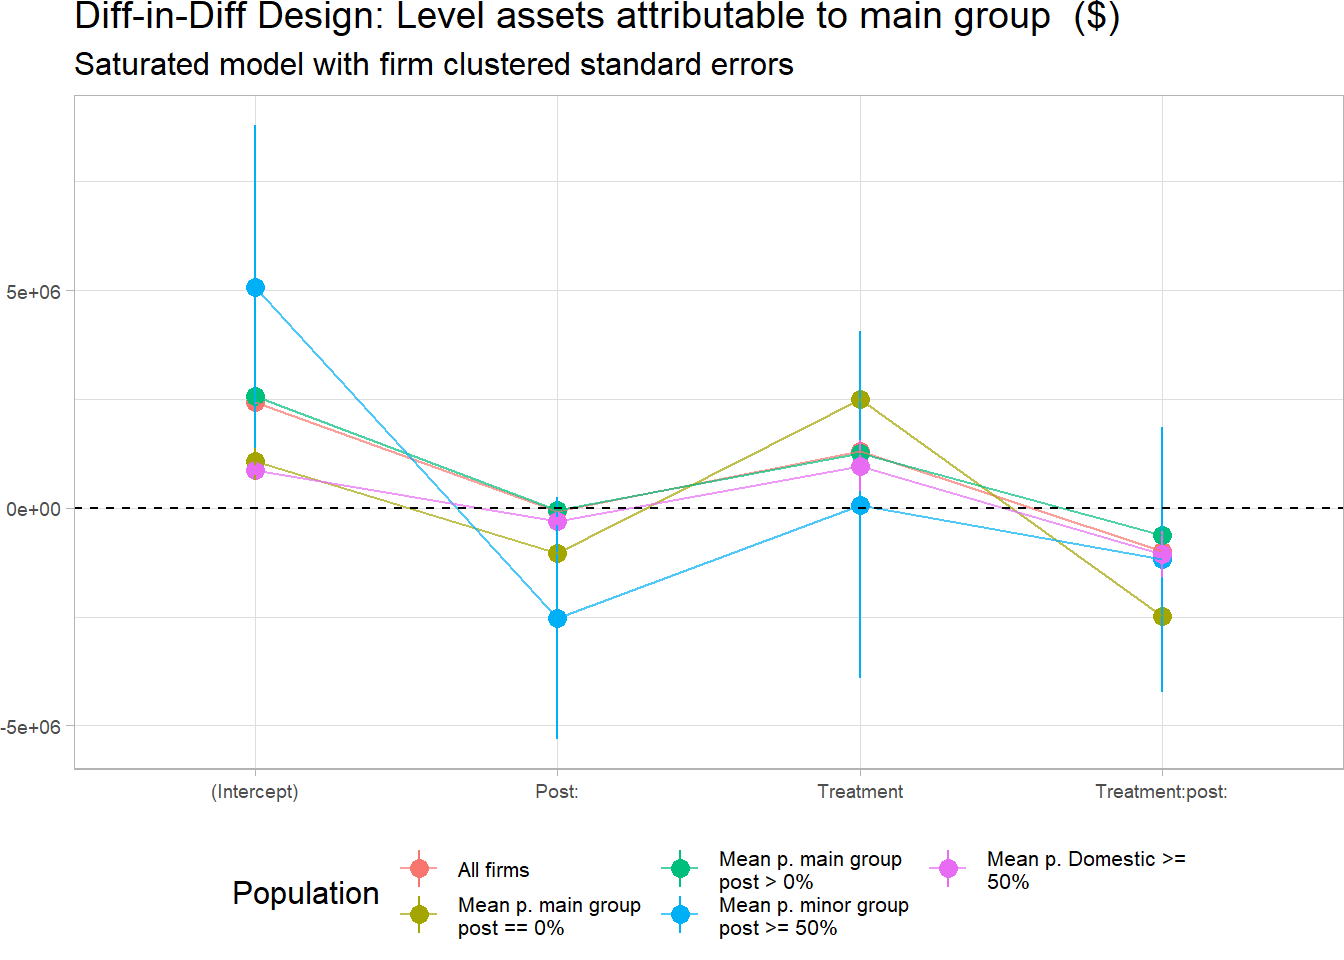 Diff-in-Diff Design: Level assets attributable to main group  ($)
Saturated model with firm clustered standard errors
5e+06
0e+00
-5e+06
(Intercept)
Post:
Treatment
Treatment:post:
Population
All firms
Mean p. main group
post == 0%
Mean p. main group
post > 0%
Mean p. minor group
post >= 50%
Mean p. Domestic >=
50%